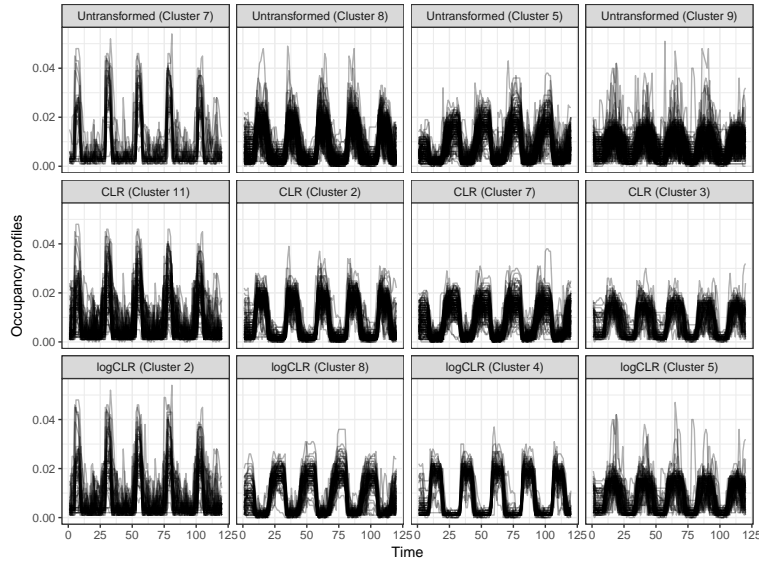 Untransformed (Cluster 7) Untransformed (Cluster 8) Untransformed (Cluster 5) Untransformed (Cluster 9)
0.04
0.02
0.00
CLR (Cluster 11) CLR (Cluster 2) CLR (Cluster 7) CLR (Cluster 3)
0.04
0.02
0.00
Occupancy profiles
logCLR (Cluster 2) logCLR (Cluster 8) logCLR (Cluster 4) logCLR (Cluster 5)
0.04
0.02
0.00
0 25 50 75 100 125 0 25 50 75 100 125 0 25 50 75 100 125 0 25 50 75 100 125
Time